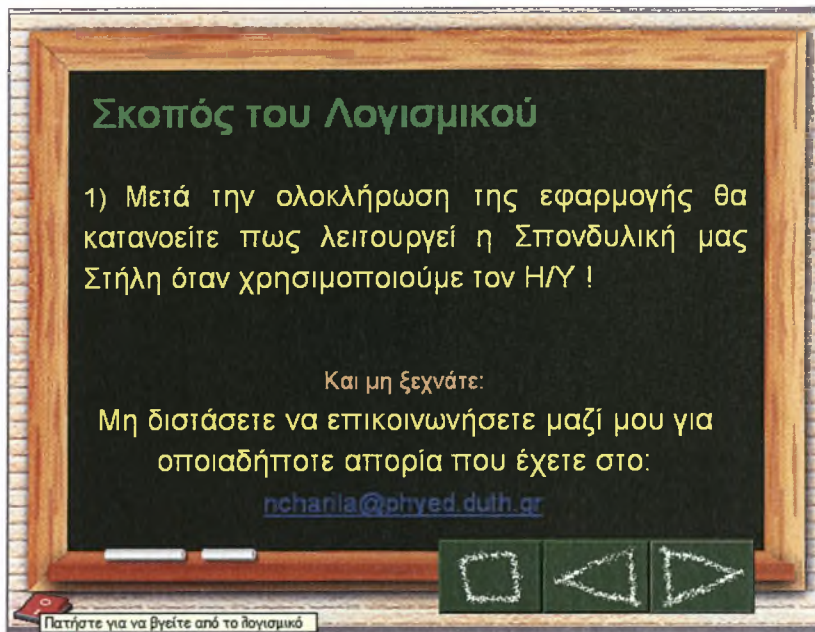 Σκοπός του Λογισμικού
1) Μετά την ολοκλήρωση της εφαρμογής θα
κατανοείτε πως λειτουργεί η Σπονδυλική μας
Στήλη όταν χρησιμοποιούμε τον Η/Υ !
Και μη ξεχνάτε:
Μη διστάσετε να επικοινωνήσετε μαζί μου για
οποιαδήποτε απορία που έχετε στο:
ncharila@phyed.duth.gr
Πατήστε για να βγείτε από το λογισμικό